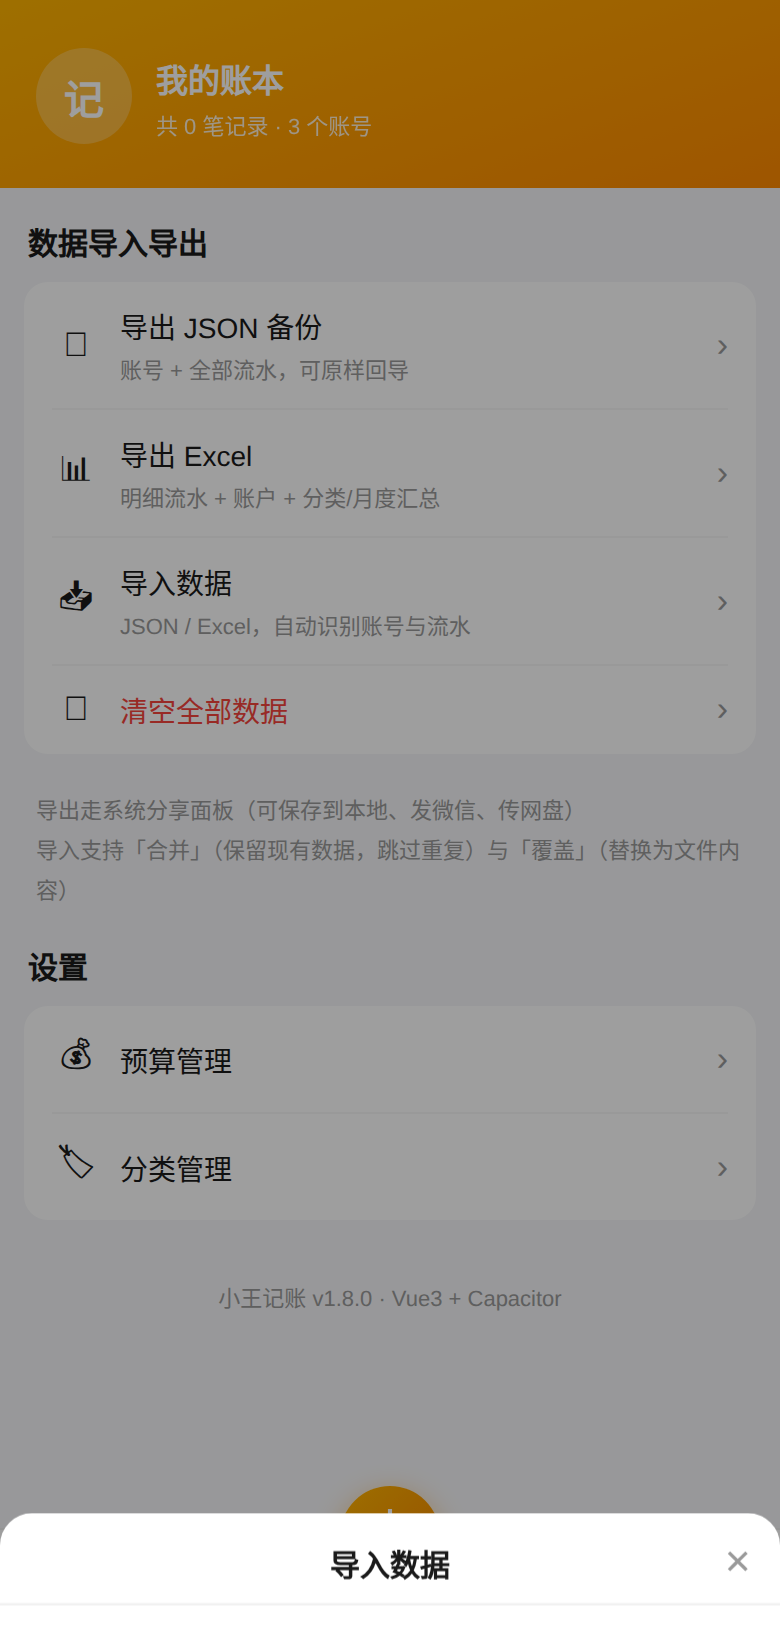 记
我的账本
共 0 笔记录 · 3 个账号
数据导入导出
导出 JSON 备份
账号 + 全部流水，可原样回导
导出 Excel
明细流水 + 账户 + 分类/月度汇总
导入数据
JSON / Excel，自动识别账号与流水
清空全部数据
导出走系统分享面板（可保存到本地、发微信、传网盘）
导入支持「合并」（保留现有数据，跳过重复）与「覆盖」（替换为文件内
容）
设置
预算管理
分类管理
小王记账 v1.8.0 · Vue3 + Capacitor
导入数据